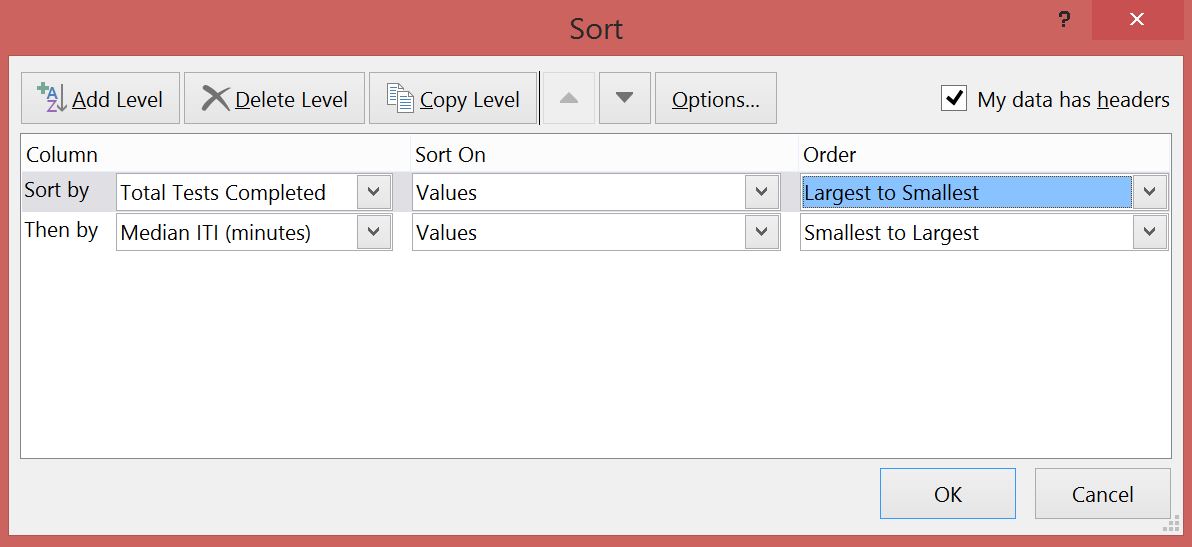 Sort
?
Add Level Delete Level Copy Level Options... My data has headers
Column Sort On Order
Sort by Total Tests Completed Values Largest to Smallest
Then by Median ITI (minutes) Values Smallest to Largest
OK Cancel